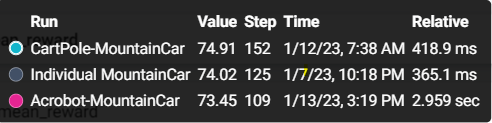 Run Value Step Time Relative
CartPole-MountainCar 74.91 152 1/12/23, 7:38 AM 418.9 ms
Individual MountainCar 74.02 125 1/7/23, 10:18 PM 365.1 ms
Acrobot-MountainCar 73.45 109 1/13/23, 3:19 PM 2.959 sec
mean_reward